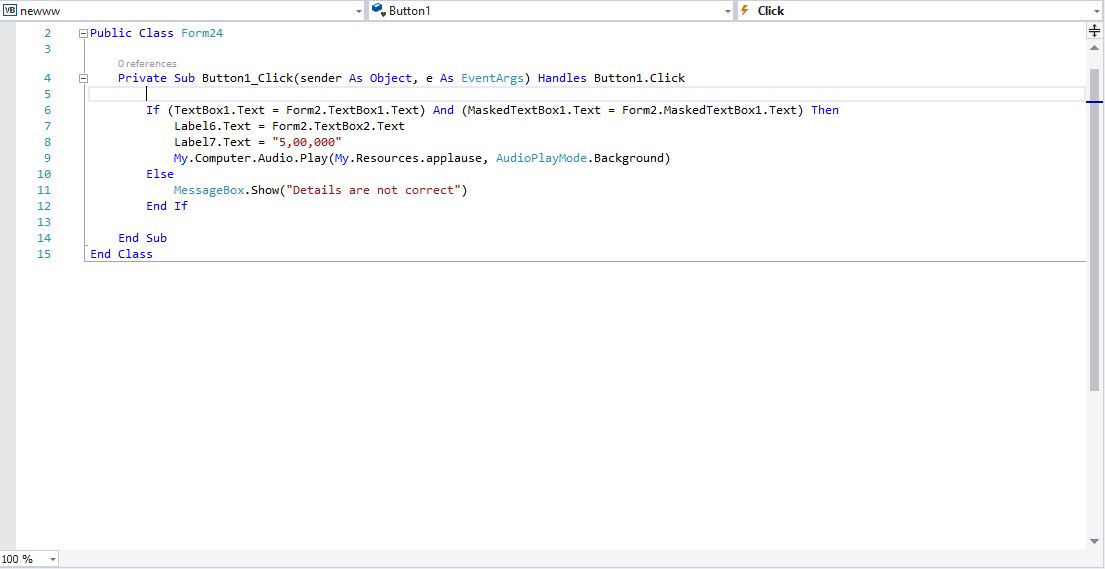 VB newww Button1 Click
2 Public Class Form24
3
0 references
4 Private Sub Button1_Click(sender As Object, e As EventArgs) Handles Button1.Click
5
6 If (TextBox1.Text = Form2.TextBox1.Text) And (MaskedTextBox1.Text = Form2.MaskedTextBox1.Text) Then
7 Label6.Text = Form2.TextBox2.Text
8 Label7.Text = "5,00,000"
9 My.Computer.Audio.Play(My.Resources.applause, AudioPlayMode.Background)
10 Else
11 MessageBox.Show("Details are not correct")
12 End If
13
14 End Sub
15 End Class
100 %